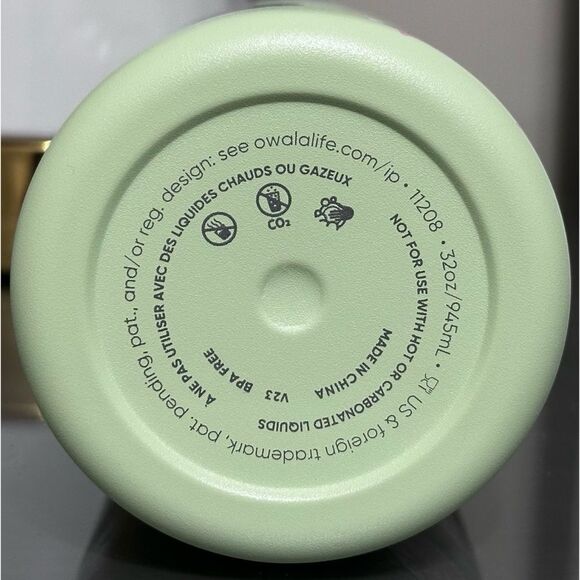 US & foreign trademark, pat. pending, pat., and/or reg. design: see owalalife.com/ip • 11208 • 32oz/945mL •
À NE PAS UTILISER AVEC DES LIQUIDES CHAUDS OU GAZEUX
NOT FOR USE WITH HOT OR CARBONATED LIQUIDS
CO₂
V23 BPA FREE
MADE IN CHINA